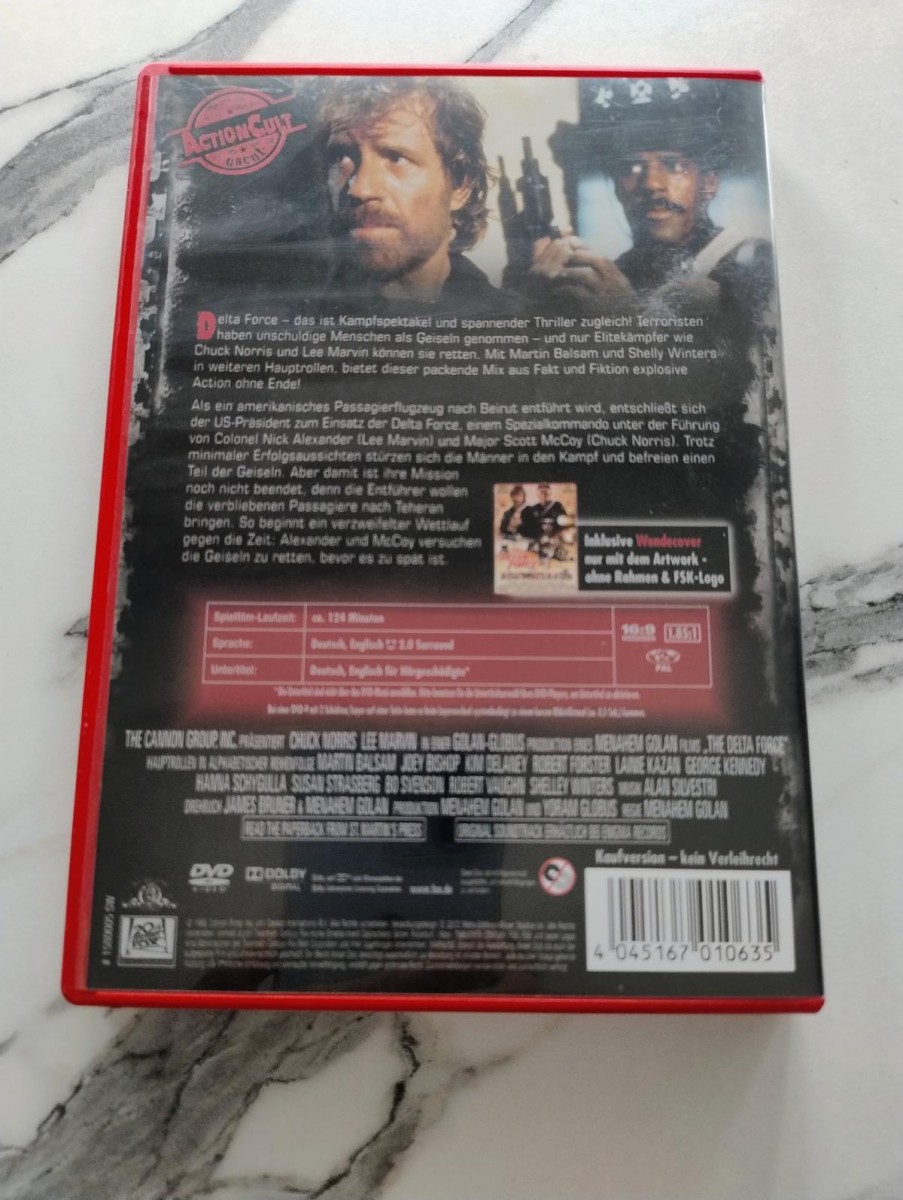 ACTIONCULT
UNCUT
Delta Force – das ist Kampfspektakel und spannender Thriller zugleich! Terroristen
haben unschuldige Menschen als Geiseln genommen – und nur Elitekämpfer wie
Chuck Norris und Lee Marvin können sie retten. Mit Martin Balsam und Shelly Winters
in weiteren Hauptrollen, bietet dieser packende Mix aus Fakt und Fiktion explosive
Action ohne Ende!
Als ein amerikanisches Passagierflugzeug nach Beirut entführt wird, entschließt sich
der US-Präsident zum Einsatz der Delta Force, einem Spezialkommando unter der Führung
von Colonel Nick Alexander (Lee Marvin) und Major Scott McCoy (Chuck Norris). Trotz
minimaler Erfolgsaussichten stürzen sich die Männer in den Kampf und befreien einen
Teil der Geiseln. Aber damit ist ihre Mission
noch nicht beendet, denn die Entführer wollen
die verbliebenen Passagiere nach Teheran
bringen. So beginnt ein verzweifelter Wettlauf
gegen die Zeit: Alexander und McCoy versuchen
die Geiseln zu retten, bevor es zu spät ist.
Inklusive Wendecover
nur mit dem Artwork -
ohne Rahmen & FSK-Logo
Spielfilm-Laufzeit: ca. 124 Minuten
Sprache: Deutsch, Englisch 2.0 Surround
Untertitel: Deutsch, Englisch für Hörgeschädigte*
16:9 1.85:1
PAL
THE CANNON GROUP, INC. PRÄSENTIERT CHUCK NORRIS LEE MARVIN IN EINER GOLAN-GLOBUS PRODUKTION EINES MENAHEM GOLAN FILMS „THE DELTA FORCE"
HAUPTROLLEN IN ALPHABETISCHER REIHENFOLGE MARTIN BALSAM JOEY BISHOP KIM DELANEY ROBERT FORSTER LAINIE KAZAN GEORGE KENNEDY
HANNA SCHYGULLA SUSAN STRASBERG BO SVENSON ROBERT VAUGHN SHELLEY WINTERS MUSIK ALAN SILVESTRI
DREHBUCH JAMES BRUNER & MENAHEM GOLAN PRODUKTION MENAHEM GOLAN UND YORAM GLOBUS REGIE MENAHEM GOLAN
READ THE PAPERBACK FROM ST. MARTIN'S PRESS
ORIGINAL SOUNDTRACK ERHÄLTLICH BEI ENIGMA RECORDS
Kaufversion – kein Verleihrecht
DVD
VIDEO
DOLBY
DIGITAL
www.fox.de
# 1580005 SW
4 045167 010635